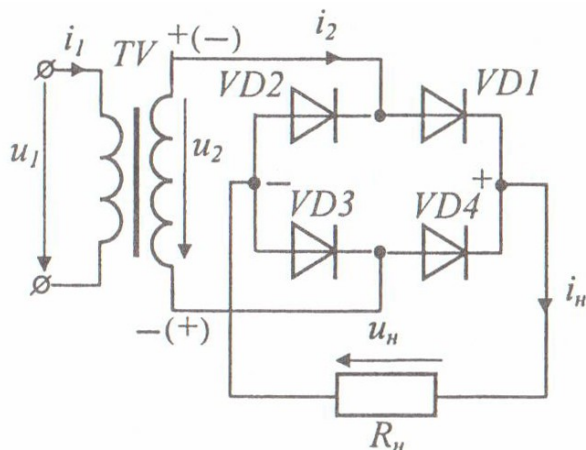 i₁ TV +(−) i₂
VD2 VD1
u₁ u₂
− +
VD3 VD4
iн
−(+) uн
Rн